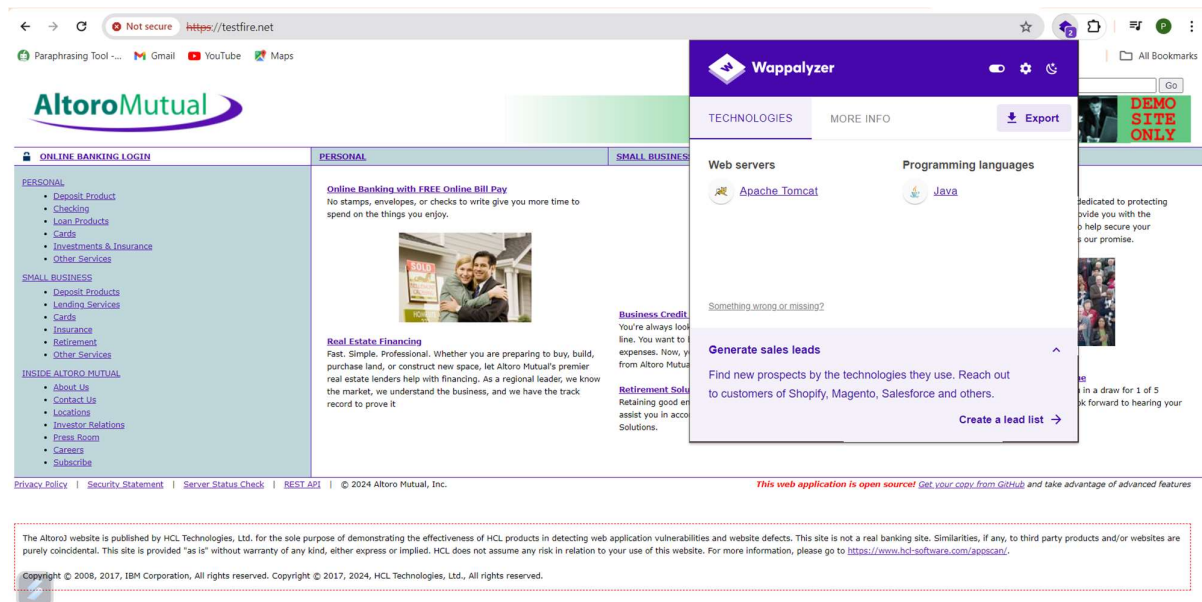 Not secure https://testfire.net
2
P
Paraphrasing Tool -... Gmail YouTube Maps
All Bookmarks
Wappalyzer
Go
AltoroMutual
DEMO
SITE
ONLY
TECHNOLOGIES MORE INFO Export
ONLINE BANKING LOGIN PERSONAL SMALL BUSINES
Web servers Programming languages
Apache Tomcat Java
Something wrong or missing?
Generate sales leads
Find new prospects by the technologies they use. Reach out
to customers of Shopify, Magento, Salesforce and others.
Create a lead list
PERSONAL
• Deposit Product
• Checking
• Loan Products
• Cards
• Investments & Insurance
• Other Services
SMALL BUSINESS
• Deposit Products
• Lending Services
• Cards
• Insurance
• Retirement
• Other Services
INSIDE ALTORO MUTUAL
• About Us
• Contact Us
• Locations
• Investor Relations
• Press Room
• Careers
• Subscribe
Online Banking with FREE Online Bill Pay
No stamps, envelopes, or checks to write give you more time to
spend on the things you enjoy.
SOLD
Real Estate Financing
Fast. Simple. Professional. Whether you are preparing to buy, build,
purchase land, or construct new space, let Altoro Mutual's premier
real estate lenders help with financing. As a regional leader, we know
the market, we understand the business, and we have the track
record to prove it
Business Credit
You're always loo
line. You want to
expenses. Now, y
from Altoro Mutua
Retirement Solu
Retaining good en
assist you in acco
Solutions.
dedicated to protecting
ovide you with the
o help secure your
s our promise.
in a draw for 1 of 5
ok forward to hearing your
Privacy Policy | Security Statement | Server Status Check | REST API | © 2024 Altoro Mutual, Inc.
This web application is open source! Get your copy from GitHub and take advantage of advanced features
The AltoroJ website is published by HCL Technologies, Ltd. for the sole purpose of demonstrating the effectiveness of HCL products in detecting web application vulnerabilities and website defects. This site is not a real banking site. Similarities, if any, to third party products and/or websites are
purely coincidental. This site is provided "as is" without warranty of any kind, either express or implied. HCL does not assume any risk in relation to your use of this website. For more information, please go to https://www.hcl-software.com/appscan/.
Copyright © 2008, 2017, IBM Corporation, All rights reserved. Copyright © 2017, 2024, HCL Technologies, Ltd., All rights reserved.